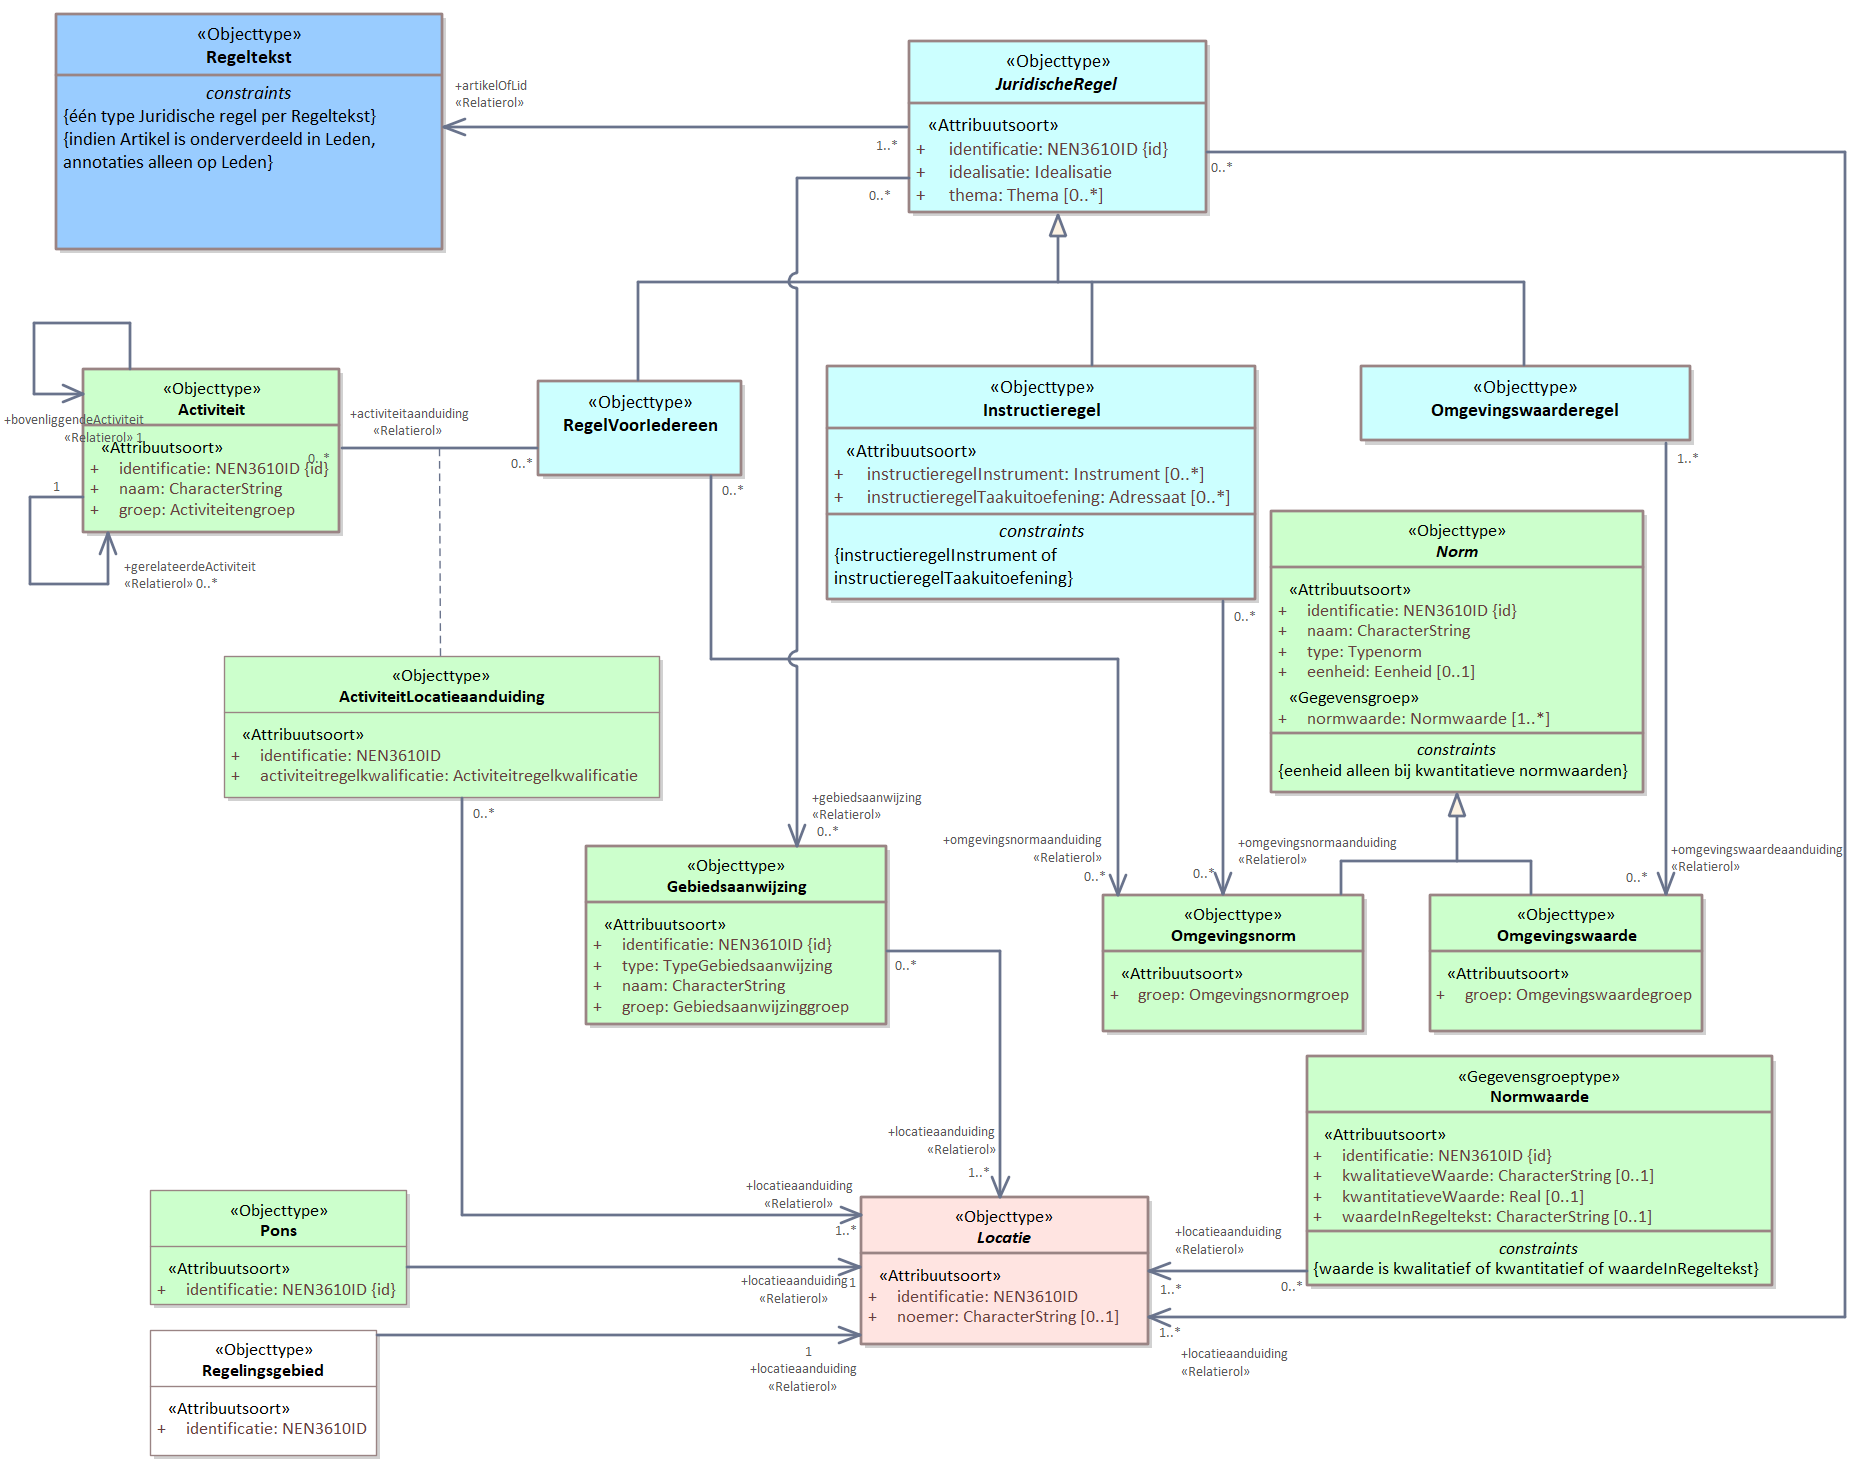 «Objecttype»
Regeltekst
constraints
{één type Juridische regel per Regeltekst}
{indien Artikel is onderverdeeld in Leden,
annotaties alleen op Leden}
+artikelOfLid
«Relatierol»
1..*
0..*
«Objecttype»
JuridischeRegel
«Attribuutsoort»
+ identificatie: NEN3610ID {id}
+ idealisatie: Idealisatie
+ thema: Thema [0..*]
0..*
«Objecttype»
Activiteit
«Attribuutsoort»
+ identificatie: NEN3610ID {id}
+ naam: CharacterString
+ groep: Activiteitengroep
+bovenliggendeActiviteit
«Relatierol» 1
0..*
1
+gerelateerdeActiviteit
«Relatierol» 0..*
+activiteitaanduiding
«Relatierol»
0..*
«Objecttype»
RegelVoorIedereen
0..*
«Objecttype»
Instructieregel
«Attribuutsoort»
+ instructieregelInstrument: Instrument [0..*]
+ instructieregelTaakuitoefening: Adressaat [0..*]
constraints
{instructieregelInstrument of
instructieregelTaakuitoefening}
0..*
«Objecttype»
Omgevingswaarderegel
1..*
«Objecttype»
Norm
«Attribuutsoort»
+ identificatie: NEN3610ID {id}
+ naam: CharacterString
+ type: Typenorm
+ eenheid: Eenheid [0..1]
«Gegevensgroep»
+ normwaarde: Normwaarde [1..*]
constraints
{eenheid alleen bij kwantitatieve normwaarden}
«Objecttype»
ActiviteitLocatieaanduiding
«Attribuutsoort»
+ identificatie: NEN3610ID
+ activiteitregelkwalificatie: Activiteitregelkwalificatie
0..*
+gebiedsaanwijzing
«Relatierol»
0..*
+omgevingsnormaanduiding
«Relatierol»
0..*
+omgevingsnormaanduiding
«Relatierol»
0..*
+omgevingswaardeaanduiding
«Relatierol»
0..*
«Objecttype»
Gebiedsaanwijzing
«Attribuutsoort»
+ identificatie: NEN3610ID {id}
+ type: TypeGebiedsaanwijzing
+ naam: CharacterString
+ groep: Gebiedsaanwijzinggroep
0..*
«Objecttype»
Omgevingsnorm
«Attribuutsoort»
+ groep: Omgevingsnormgroep
«Objecttype»
Omgevingswaarde
«Attribuutsoort»
+ groep: Omgevingswaardegroep
«Gegevensgroeptype»
Normwaarde
«Attribuutsoort»
+ identificatie: NEN3610ID {id}
+ kwalitatieveWaarde: CharacterString [0..1]
+ kwantitatieveWaarde: Real [0..1]
+ waardeInRegeltekst: CharacterString [0..1]
constraints
{waarde is kwalitatief of kwantitatief of waardeInRegeltekst}
0..*
+locatieaanduiding
«Relatierol»
1..*
+locatieaanduiding
«Relatierol»
1..*
«Objecttype»
Pons
«Attribuutsoort»
+ identificatie: NEN3610ID {id}
+locatieaanduiding
«Relatierol»
1
«Objecttype»
Locatie
«Attribuutsoort»
+ identificatie: NEN3610ID
+ noemer: CharacterString [0..1]
+locatieaanduiding
«Relatierol»
1..*
1..*
+locatieaanduiding
«Relatierol»
«Objecttype»
Regelingsgebied
«Attribuutsoort»
+ identificatie: NEN3610ID
1
+locatieaanduiding
«Relatierol»